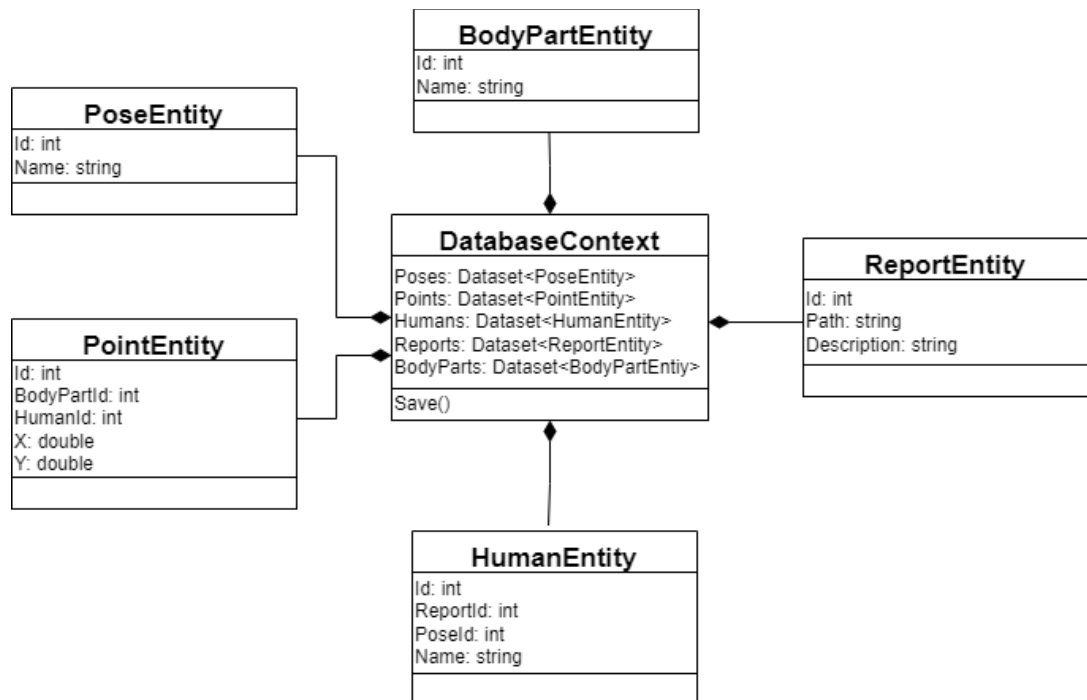 BodyPartEntity
Id: int
Name: string
PoseEntity
Id: int
Name: string
DatabaseContext
Poses: Dataset<PoseEntity>
Points: Dataset<PointEntity>
Humans: Dataset<HumanEntity>
Reports: Dataset<ReportEntity>
BodyParts: Dataset<BodyPartEntiy>
Save()
ReportEntity
Id: int
Path: string
Description: string
PointEntity
Id: int
BodyPartId: int
HumanId: int
X: double
Y: double
HumanEntity
Id: int
ReportId: int
PoseId: int
Name: string